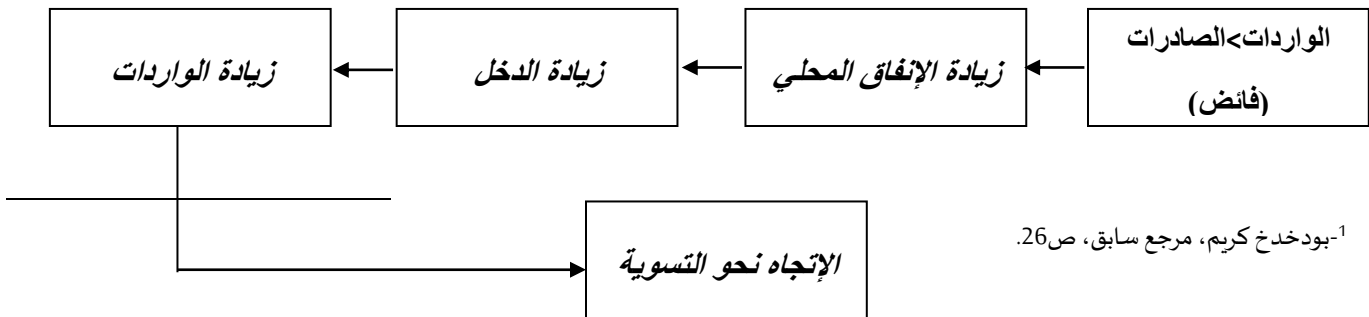 الواردات>الصادرات
(فائض)
زيادة الإنفاق المحلي
زيادة الدخل
زيادة الواردات
الإتجاه نحو التسوية
1-بودخدخ كريم، مرجع سابق، ص26.